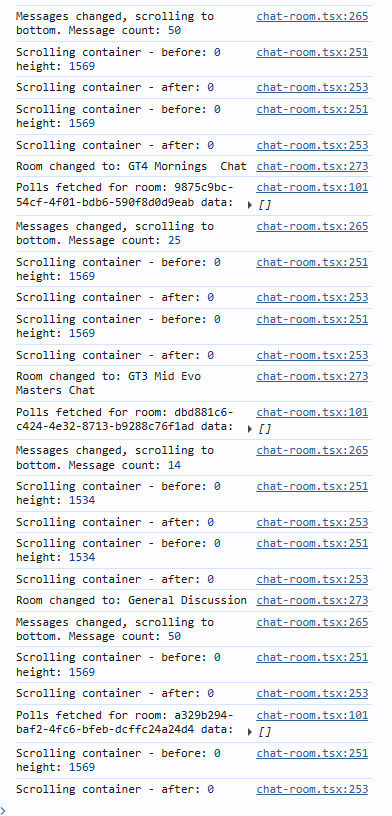 Messages changed, scrolling to chat-room.tsx:265
bottom. Message count: 50
Scrolling container - before: 0 chat-room.tsx:251
height: 1569
Scrolling container - after: 0 chat-room.tsx:253
Scrolling container - before: 0 chat-room.tsx:251
height: 1569
Scrolling container - after: 0 chat-room.tsx:253
Room changed to: GT4 Mornings  Chat chat-room.tsx:273
Polls fetched for room: 9875c9bc- chat-room.tsx:101
54cf-4f01-bdb6-590f8d0d9eab data: ▶ []
Messages changed, scrolling to chat-room.tsx:265
bottom. Message count: 25
Scrolling container - before: 0 chat-room.tsx:251
height: 1569
Scrolling container - after: 0 chat-room.tsx:253
Scrolling container - before: 0 chat-room.tsx:251
height: 1569
Scrolling container - after: 0 chat-room.tsx:253
Room changed to: GT3 Mid Evo chat-room.tsx:273
Masters Chat
Polls fetched for room: dbd881c6- chat-room.tsx:101
c424-4e32-8713-b9288c76f1ad data: ▶ []
Messages changed, scrolling to chat-room.tsx:265
bottom. Message count: 14
Scrolling container - before: 0 chat-room.tsx:251
height: 1534
Scrolling container - after: 0 chat-room.tsx:253
Scrolling container - before: 0 chat-room.tsx:251
height: 1534
Scrolling container - after: 0 chat-room.tsx:253
Room changed to: General Discussion chat-room.tsx:273
Messages changed, scrolling to chat-room.tsx:265
bottom. Message count: 50
Scrolling container - before: 0 chat-room.tsx:251
height: 1569
Scrolling container - after: 0 chat-room.tsx:253
Polls fetched for room: a329b294- chat-room.tsx:101
baf2-4fc6-bfeb-dcffc24a24d4 data: ▶ []
Scrolling container - before: 0 chat-room.tsx:251
height: 1569
Scrolling container - after: 0 chat-room.tsx:253